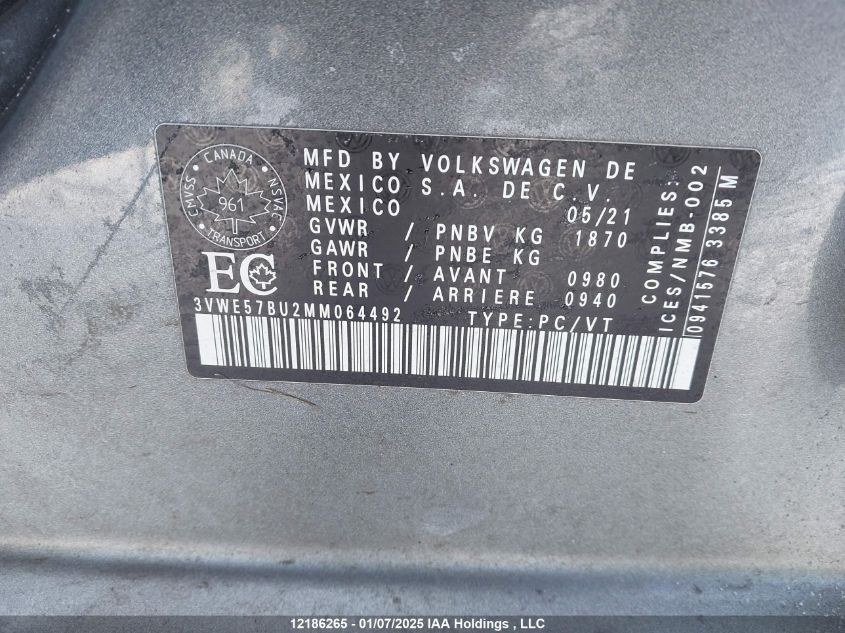 CANADA
CMVSS NSVAC
961
TRANSPORT
EC
MFD BY VOLKSWAGEN DE
MEXICO S.A. DE C.V.
MEXICO 05/21
GVWR / PNBV KG 1870
GAWR / PNBE KG
FRONT / AVANT 0980
REAR / ARRIERE 0940
3VWE57BU2MM064492 TYPE:PC/VT
COMPLIES:
ICES/NMB-002
0941576 3385 M
12186265 - 01/07/2025 IAA Holdings , LLC